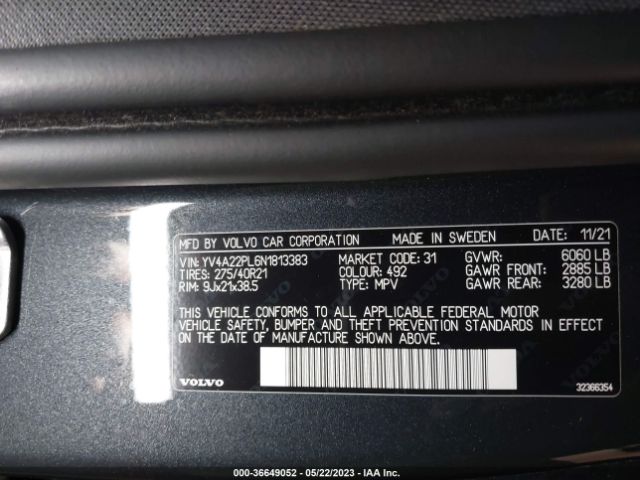 MFD BY VOLVO CAR CORPORATION MADE IN SWEDEN DATE: 11/21
VIN: YV4A22PL6N1813383 MARKET CODE: 31 GVWR: 6060 LB
TIRES: 275/40R21 COLOUR: 492 GAWR FRONT: 2885 LB
RIM: 9Jx21x38.5 TYPE: MPV GAWR REAR: 3280 LB
THIS VEHICLE CONFORMS TO ALL APPLICABLE FEDERAL MOTOR
VEHICLE SAFETY, BUMPER AND THEFT PREVENTION STANDARDS IN EFFECT
ON THE DATE OF MANUFACTURE SHOWN ABOVE.
VOLVO 32366354
000-36649052 - 05/22/2023 - IAA Inc.